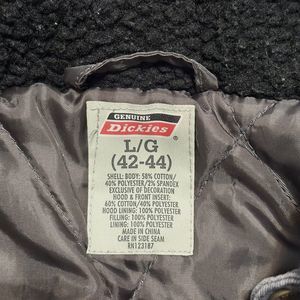 GENUINE
Dickies
L/G
(42-44)
SHELL: BODY: 58% COTTON/
40% POLYESTER/2% SPANDEX
EXCLUSIVE OF DECORATION
HOOD & FRONT INSERT:
60% COTTON/40% POLYESTER
HOOD LINING: 100% POLYESTER
FILLING: 100% POLYESTER
LINING: 100% POLYESTER
MADE IN CHINA
CARE IN SIDE SEAM
RN123187